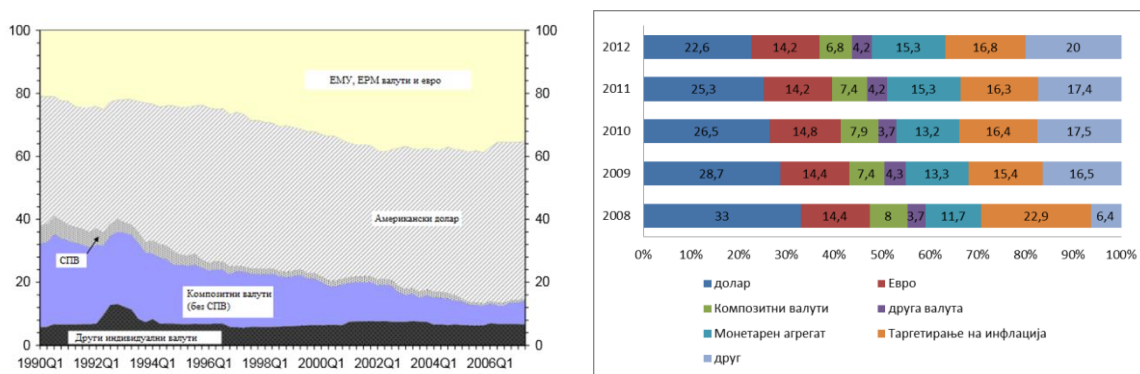 100
80
60
40
20
0
100
80
60
40
20
0
ЕМУ, ЕРМ валути и евро
Американски долар
СПВ
Композитни валути
(без СПВ)
Други индивидуални валути
1990Q1 1992Q1 1994Q1 1996Q1 1998Q1 2000Q1 2002Q1 2004Q1 2006Q1
2012 22,6 14,2 6,8 4,2 15,3 16,8 20
2011 25,3 14,2 7,4 4,2 15,3 16,3 17,4
2010 26,5 14,8 7,9 3,7 13,2 16,4 17,5
2009 28,7 14,4 7,4 4,3 13,3 15,4 16,5
2008 33 14,4 8 3,7 11,7 22,9 6,4
0% 10% 20% 30% 40% 50% 60% 70% 80% 90% 100%
долар Евро
Композитни валути друга валута
Монетарен агрегат Таргетирање на инфлација
друг